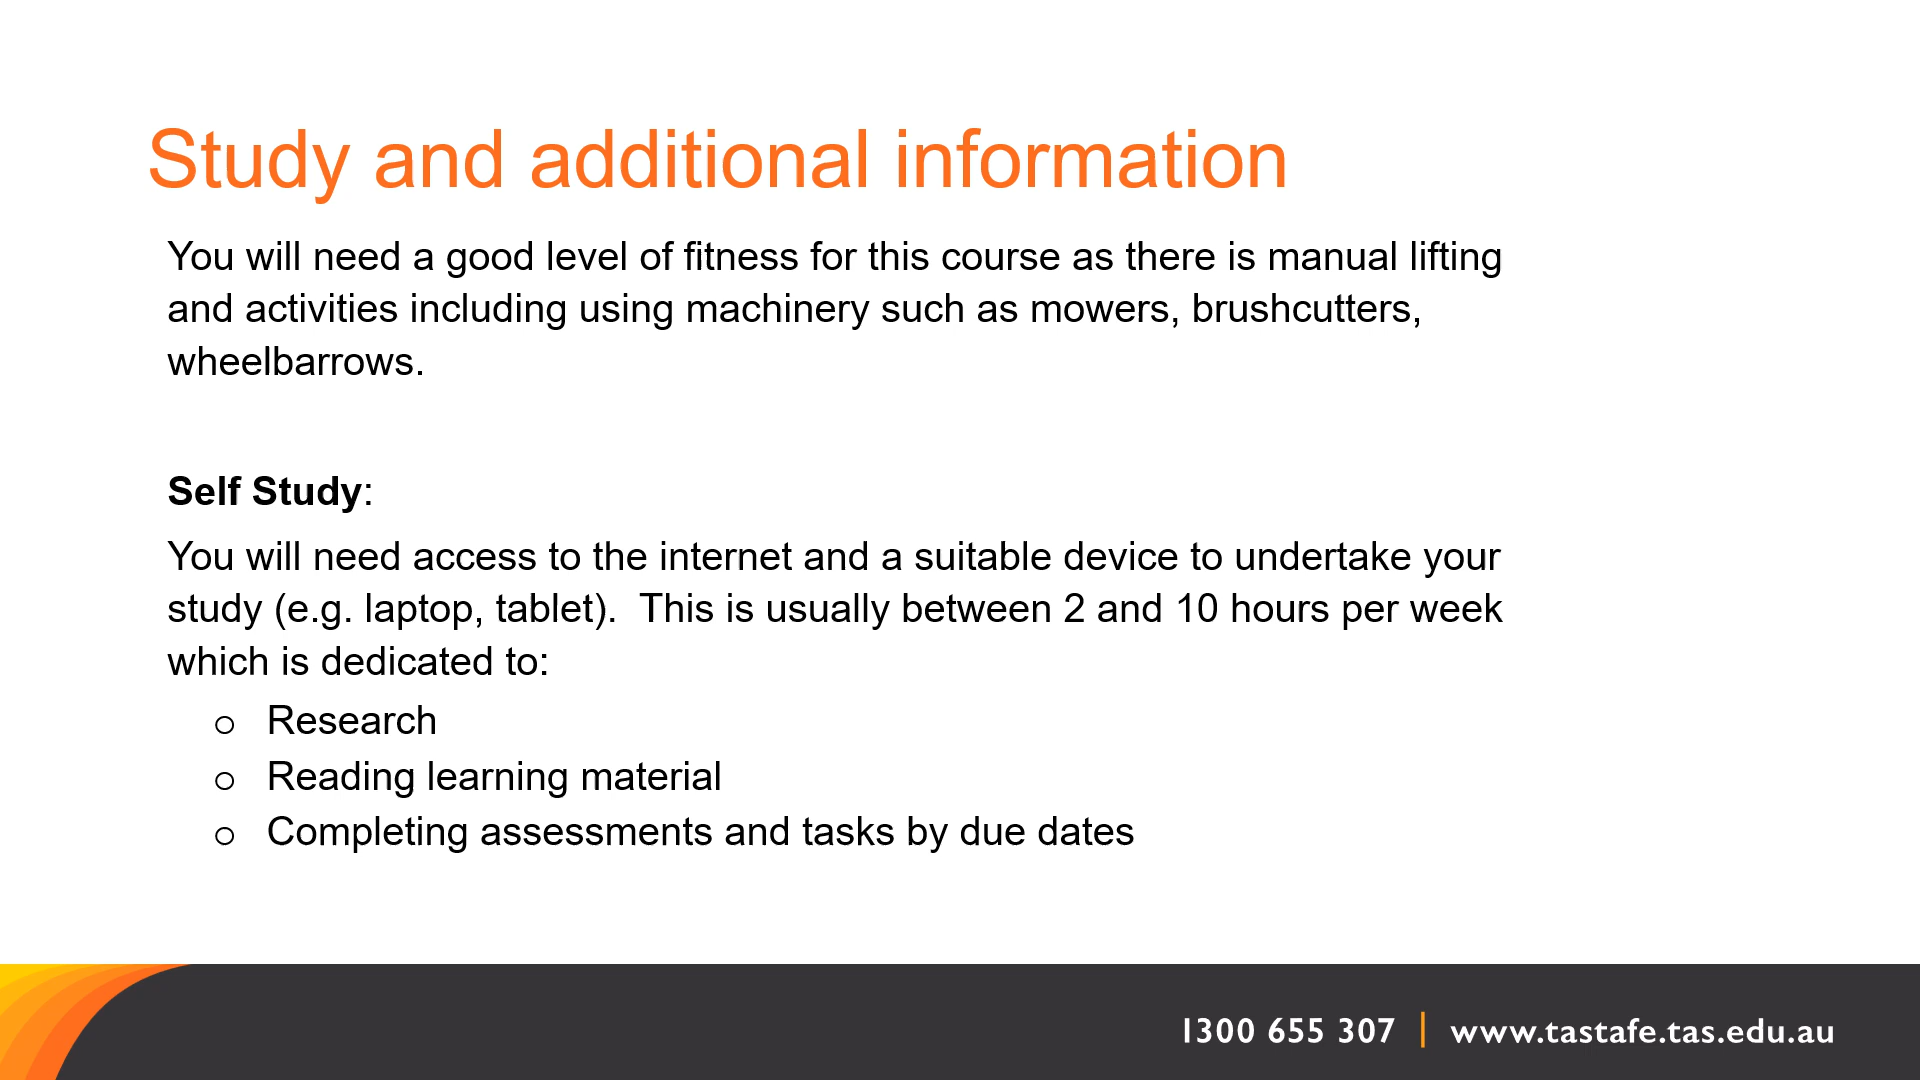 Study and additional information
You will need a good level of fitness for this course as there is manual lifting
and activities including using machinery such as mowers, brushcutters,
wheelbarrows.
Self Study:
You will need access to the internet and a suitable device to undertake your
study (e.g. laptop, tablet).  This is usually between 2 and 10 hours per week
which is dedicated to:
o Research
o Reading learning material
o Completing assessments and tasks by due dates
1300 655 307 | www.tastafe.tas.edu.au